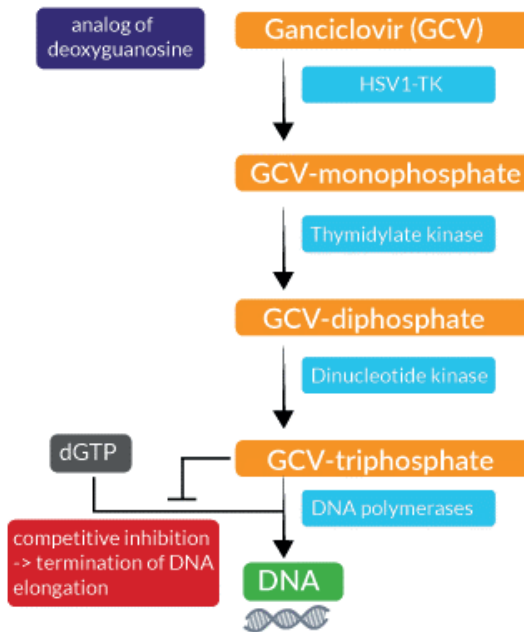 analog of
deoxyguanosine
Ganciclovir (GCV)
HSV1-TK
GCV-monophosphate
Thymidylate kinase
GCV-diphosphate
Dinucleotide kinase
dGTP
GCV-triphosphate
DNA polymerases
competitive inhibition
-> termination of DNA
elongation
DNA